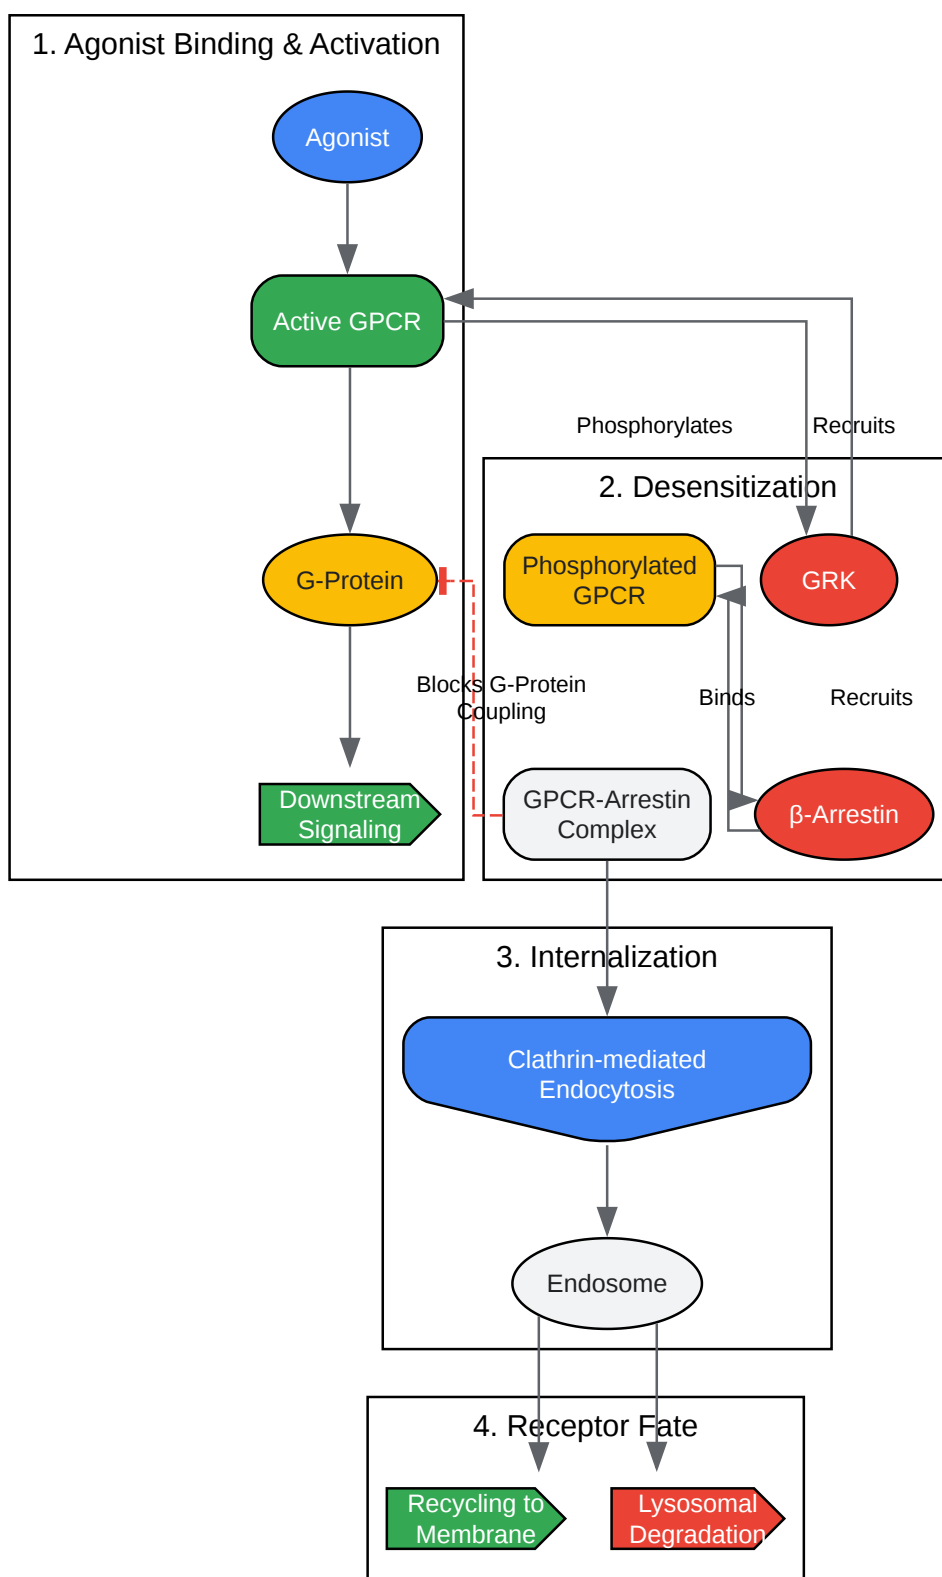 1. Agonist Binding & Activation
Agonist
Active GPCR
Phosphorylates
Recruits
2. Desensitization
G-Protein
Phosphorylated
GPCR
GRK
Blocks G-Protein
Coupling
Binds
Recruits
Downstream
Signaling
GPCR-Arrestin
Complex
β-Arrestin
3. Internalization
Clathrin-mediated
Endocytosis
Endosome
4. Receptor Fate
Recycling to
Membrane
Lysosomal
Degradation